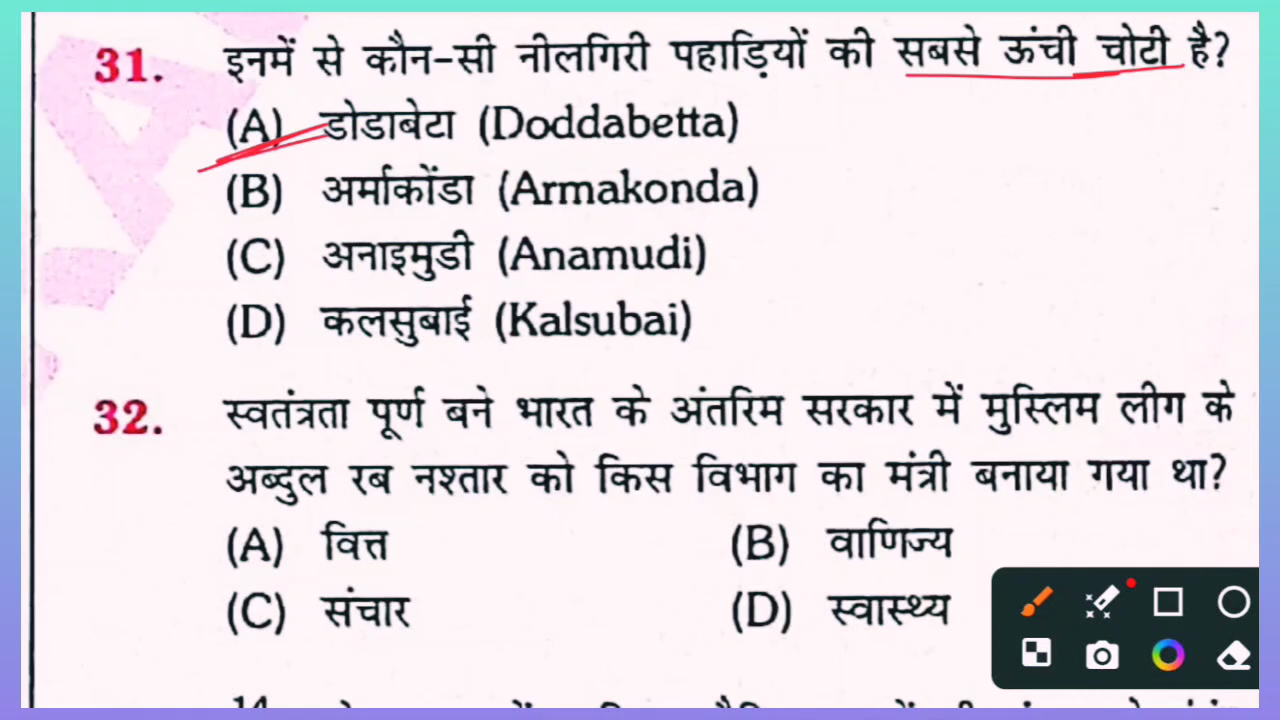 31. इनमें से कौन-सी नीलगिरी पहाड़ियों की सबसे ऊंची चोटी है?
(A) डोडाबेटा (Doddabetta)
(B) अर्माकोंडा (Armakonda)
(C) अनाइमुडी (Anamudi)
(D) कलसुबाई (Kalsubai)
32. स्वतंत्रता पूर्ण बने भारत के अंतरिम सरकार में मुस्लिम लीग के
अब्दुल रब नश्तार को किस विभाग का मंत्री बनाया गया था?
(A) वित्त (B) वाणिज्य
(C) संचार (D) स्वास्थ्य